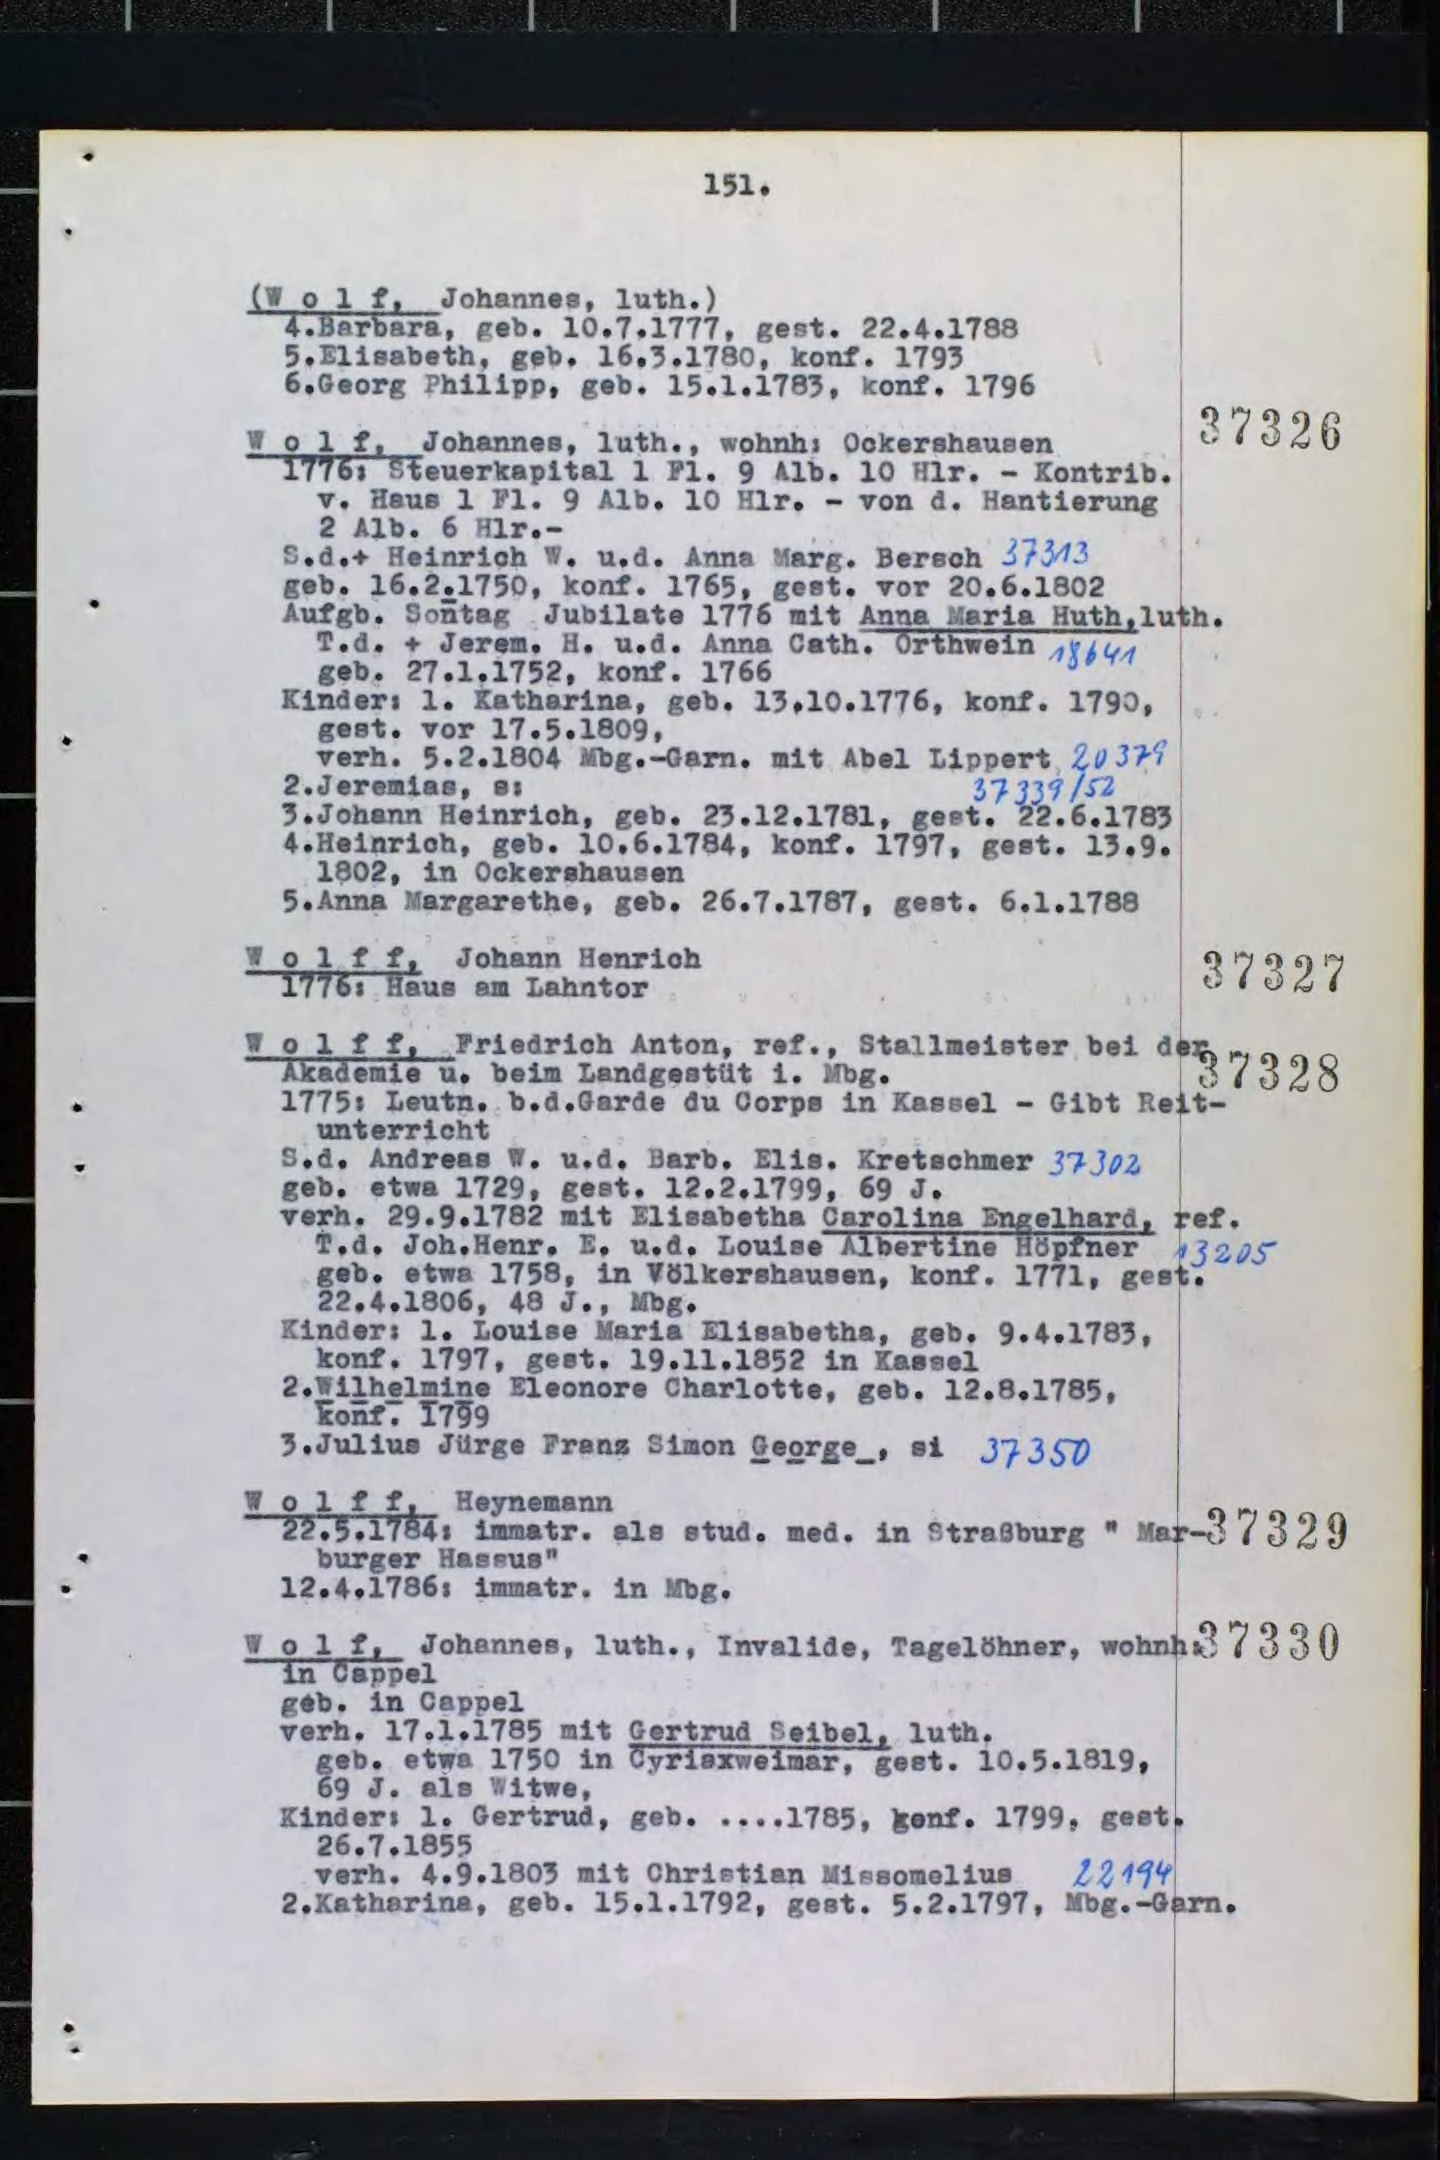 151.
(W o l f, Johannes, luth.)
4.Barbara, geb. 10.7.1777, gest. 22.4.1788
5.Elisabeth, geb. 16.3.1780, konf. 1793
6.Georg Philipp, geb. 15.1.1783, konf. 1796
W o l f, Johannes, luth., wohnh: Ockershausen 37326
1776: Steuerkapital 1 Fl. 9 Alb. 10 Hlr. - Kontrib.
v. Haus 1 Fl. 9 Alb. 10 Hlr. - von d. Hantierung
2 Alb. 6 Hlr.-
S.d.+ Heinrich W. u.d. Anna Marg. Bersch 37313
geb. 16.2.1750, konf. 1765, gest. vor 20.6.1802
Aufgb. Sontag Jubilate 1776 mit Anna Maria Huth,luth.
T.d. + Jerem. H. u.d. Anna Cath. Orthwein 18641
geb. 27.1.1752, konf. 1766
Kinder: 1. Katharina, geb. 13.10.1776, konf. 1790,
gest. vor 17.5.1809,
verh. 5.2.1804 Mbg.-Garn. mit Abel Lippert 20379
2.Jeremias, s: 37339/52
3.Johann Heinrich, geb. 23.12.1781, gest. 22.6.1783
4.Heinrich, geb. 10.6.1784, konf. 1797, gest. 13.9.
1802, in Ockershausen
5.Anna Margarethe, geb. 26.7.1787, gest. 6.1.1788
W o l f f, Johann Henrich 37327
1776: Haus am Lahntor
W o l f f, Friedrich Anton, ref., Stallmeister bei der
Akademie u. beim Landgestüt i. Mbg. 37328
1775: Leutn. b.d.Garde du Corps in Kassel - Gibt Reit-
unterricht
S.d. Andreas W. u.d. Barb. Elis. Kretschmer 37302
geb. etwa 1729, gest. 12.2.1799, 69 J.
verh. 29.9.1782 mit Elisabetha Carolina Engelhard, ref.
T.d. Joh.Henr. E. u.d. Louise Albertine Höpfner 13205
geb. etwa 1758, in Völkershausen, konf. 1771, gest.
22.4.1806, 48 J., Mbg.
Kinder: 1. Louise Maria Elisabetha, geb. 9.4.1783,
konf. 1797, gest. 19.11.1852 in Kassel
2.Wilhelmine Eleonore Charlotte, geb. 12.8.1785,
konf. 1799
3.Julius Jürge Franz Simon George_, si 37350
W o l f f, Heynemann
22.5.1784: immatr. als stud. med. in Straßburg " Mar- 37329
burger Hassus"
12.4.1786: immatr. in Mbg.
W o l f, Johannes, luth., Invalide, Tagelöhner, wohnh: 37330
in Cappel
geb. in Cappel
verh. 17.1.1785 mit Gertrud Seibel, luth.
geb. etwa 1750 in Cyriaxweimar, gest. 10.5.1819,
69 J. als Witwe,
Kinder: 1. Gertrud, geb. ....1785, konf. 1799, gest.
26.7.1855
verh. 4.9.1803 mit Christian Missomelius 22194
2.Katharina, geb. 15.1.1792, gest. 5.2.1797, Mbg.-Garn.